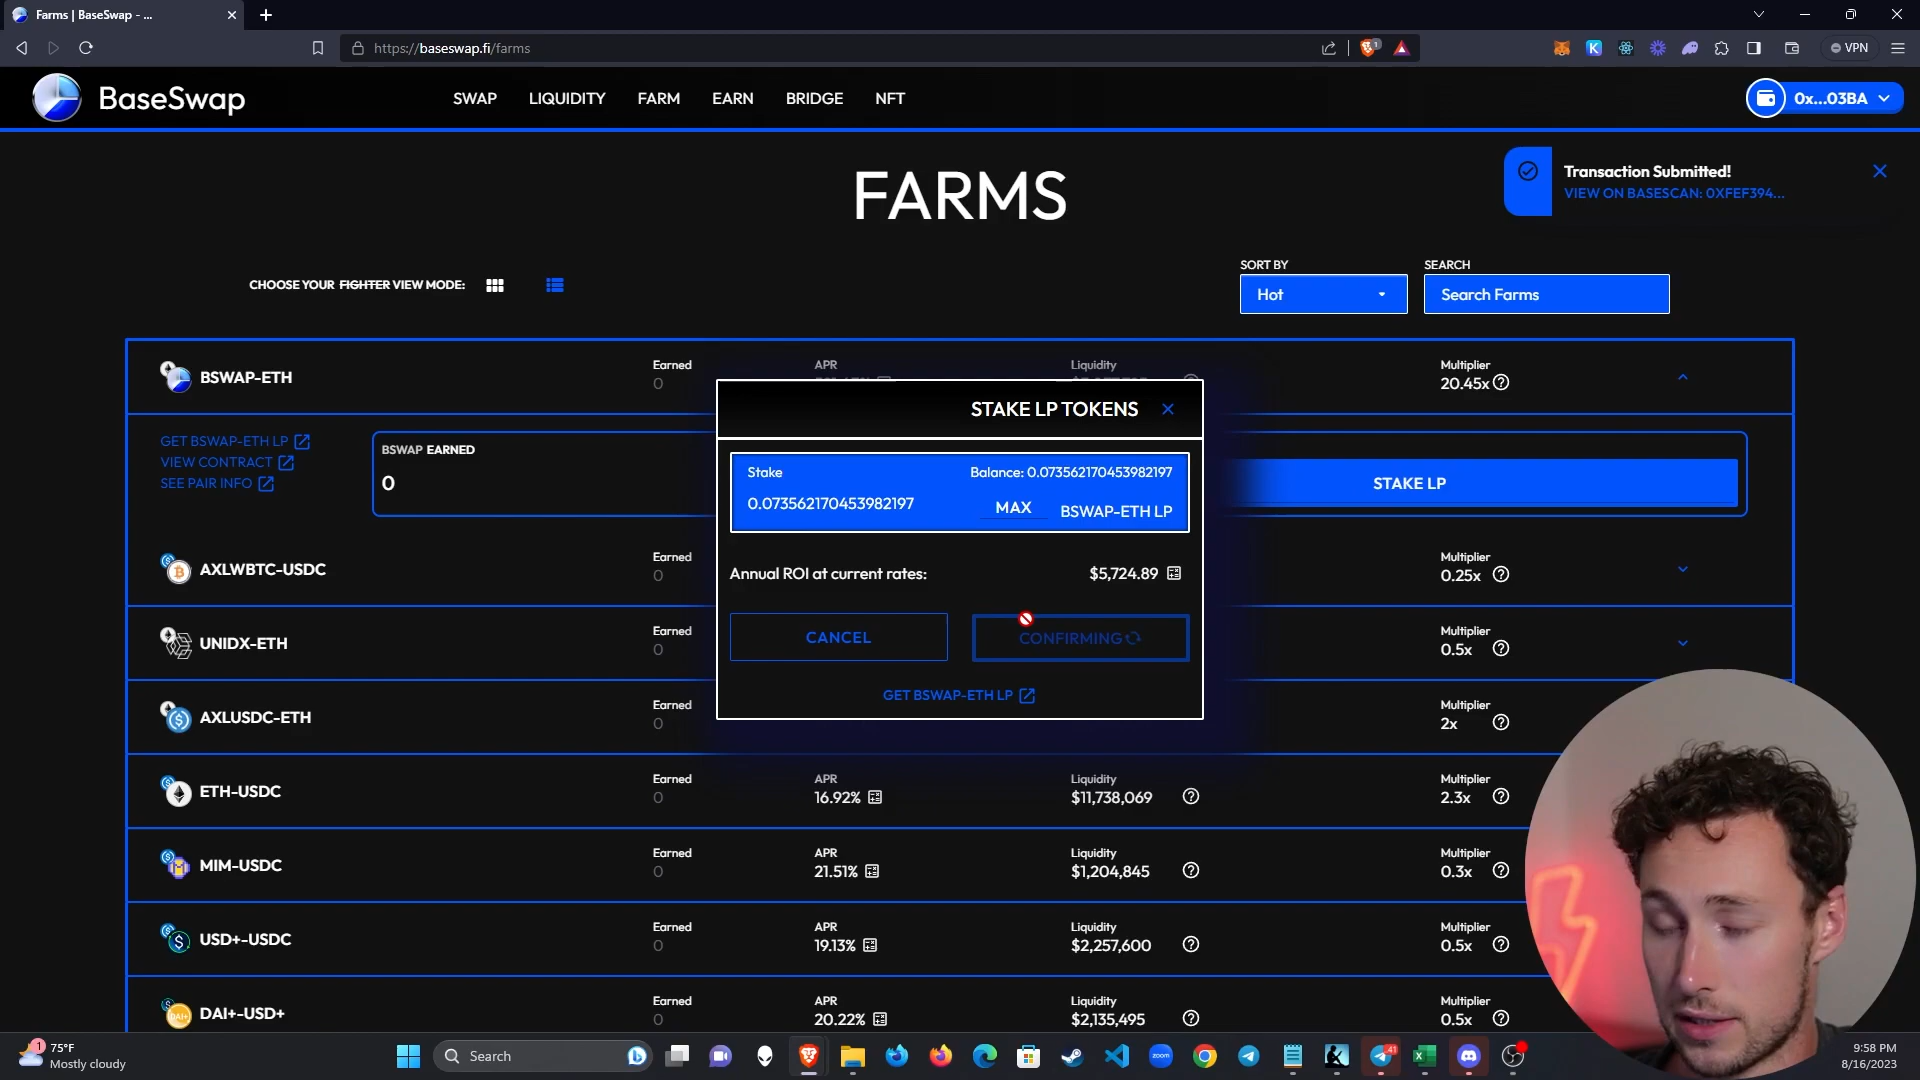 Farms | BaseSwap - ...
https://baseswap.fi/farms
VPN
BaseSwap
SWAP
LIQUIDITY
FARM
EARN
BRIDGE
NFT
0x...03BA
FARMS
Transaction Submitted!
VIEW ON BASESCAN: 0XFEF394...
CHOOSE YOUR FIGHTER VIEW MODE:
SORT BY
Hot
SEARCH
Search Farms
BSWAP-ETH
Earned
0
APR
Liquidity
Multiplier
20.45x
GET BSWAP-ETH LP
VIEW CONTRACT
SEE PAIR INFO
BSWAP EARNED
0
STAKE LP
STAKE LP TOKENS
Stake
Balance: 0.073562170453982197
0.073562170453982197
MAX
BSWAP-ETH LP
Annual ROI at current rates:
$5,724.89
CANCEL
CONFIRMING
GET BSWAP-ETH LP
AXLWBTC-USDC
Earned
0
Multiplier
0.25x
UNIDX-ETH
Earned
0
Multiplier
0.5x
AXLUSDC-ETH
Earned
0
Multiplier
2x
ETH-USDC
Earned
0
APR
16.92%
Liquidity
$11,738,069
Multiplier
2.3x
MIM-USDC
Earned
0
APR
21.51%
Liquidity
$1,204,845
Multiplier
0.3x
USD+-USDC
Earned
0
APR
19.13%
Liquidity
$2,257,600
Multiplier
0.5x
DAI+-USD+
Earned
0
APR
20.22%
Liquidity
$2,135,495
Multiplier
0.5x
1
75°F
Mostly cloudy
Search
zoom
41
9:58 PM
8/16/2023